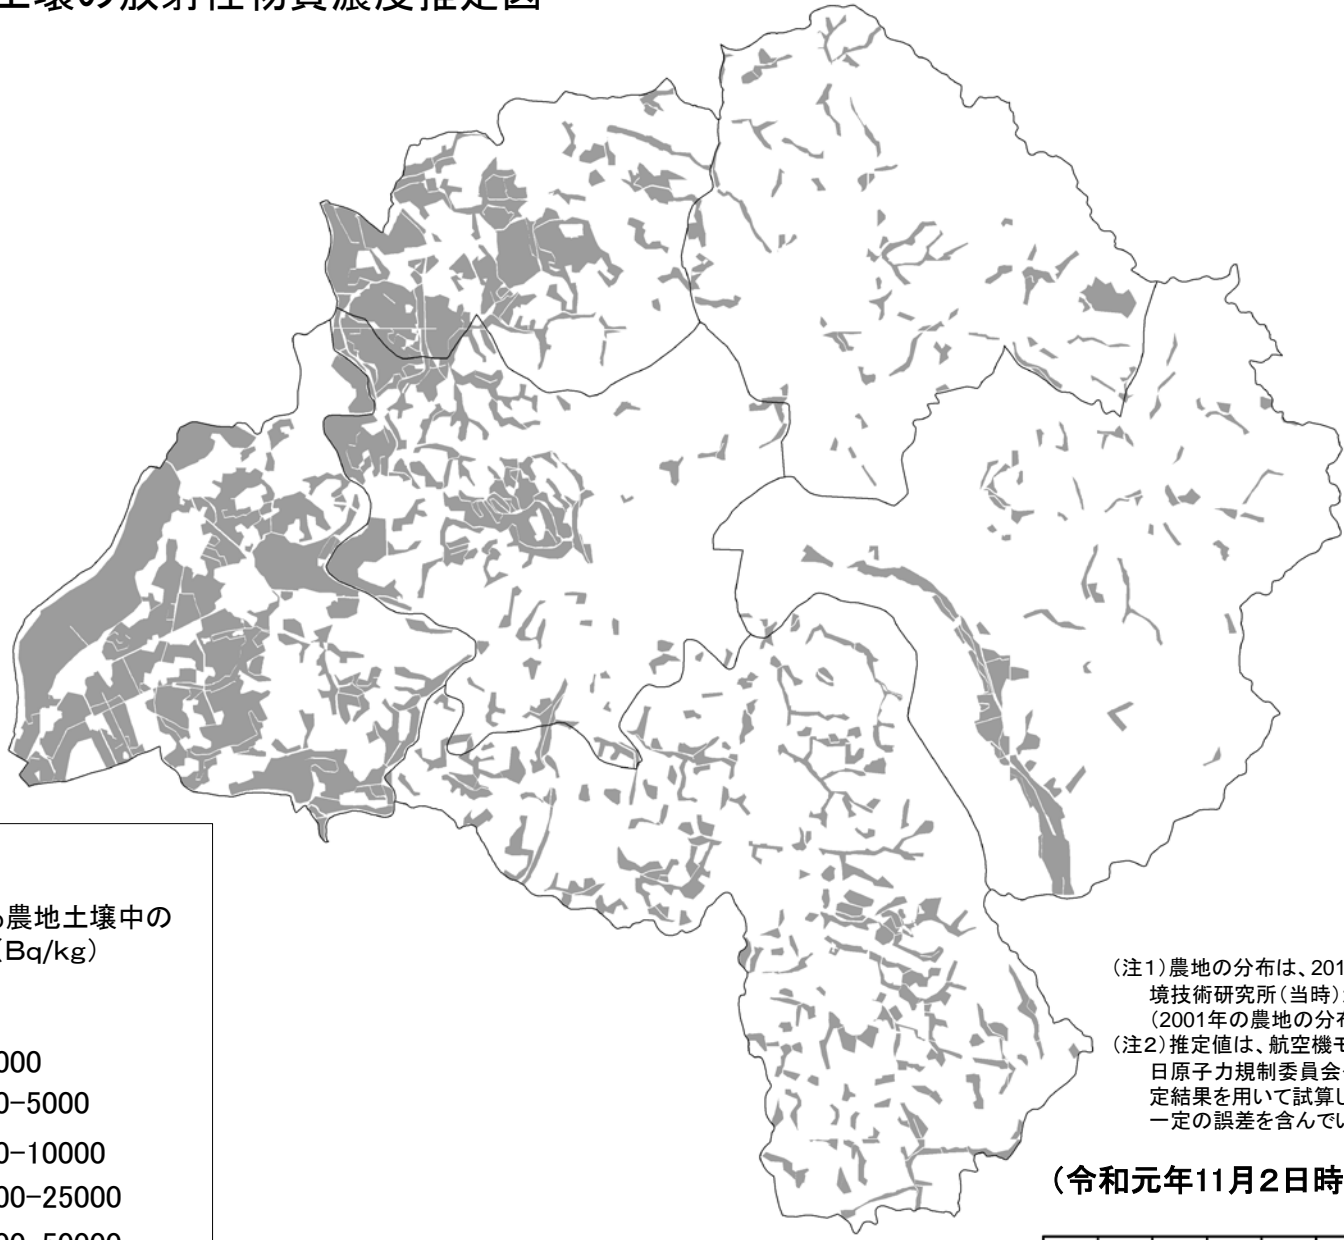 土壌の放射性物質濃度推定図
農地土壌中の
(Bq/kg)
000
0-5000
0-10000
00-25000
00-50000
(注1)農地の分布は、201
境技術研究所(当時)
(2001年の農地の分布
(注2)推定値は、航空機モ
日原子力規制委員会
定結果を用いて試算し
一定の誤差を含んでい
(令和元年11月2日時